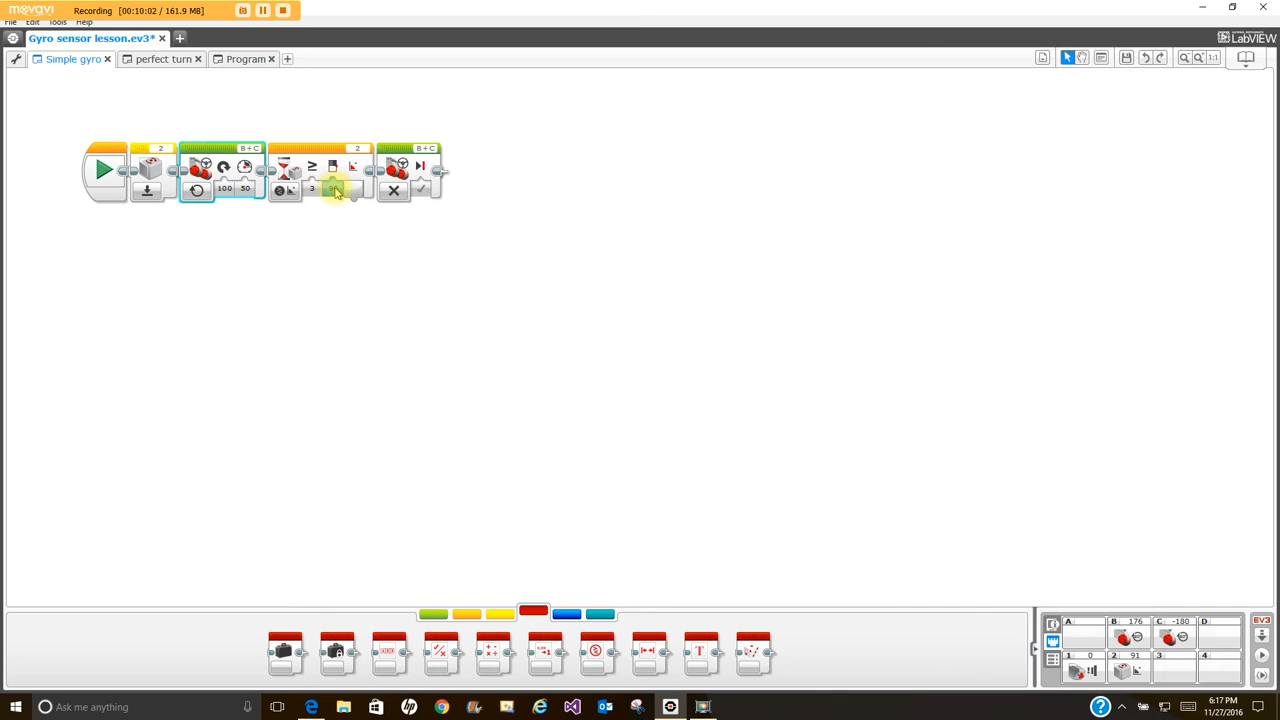 movavi Recording [00:10:02 / 161.9 MB]
File Edit Tools Help
Gyro sensor lesson.ev3*
LabVIEW
Simple gyro perfect turn Program
1:1
2 B + C 2 B + C
100 50 3
A B 176 C -180 D
1 0 2 91 3 4
EV3
Ask me anything
6:17 PM
11/27/2016